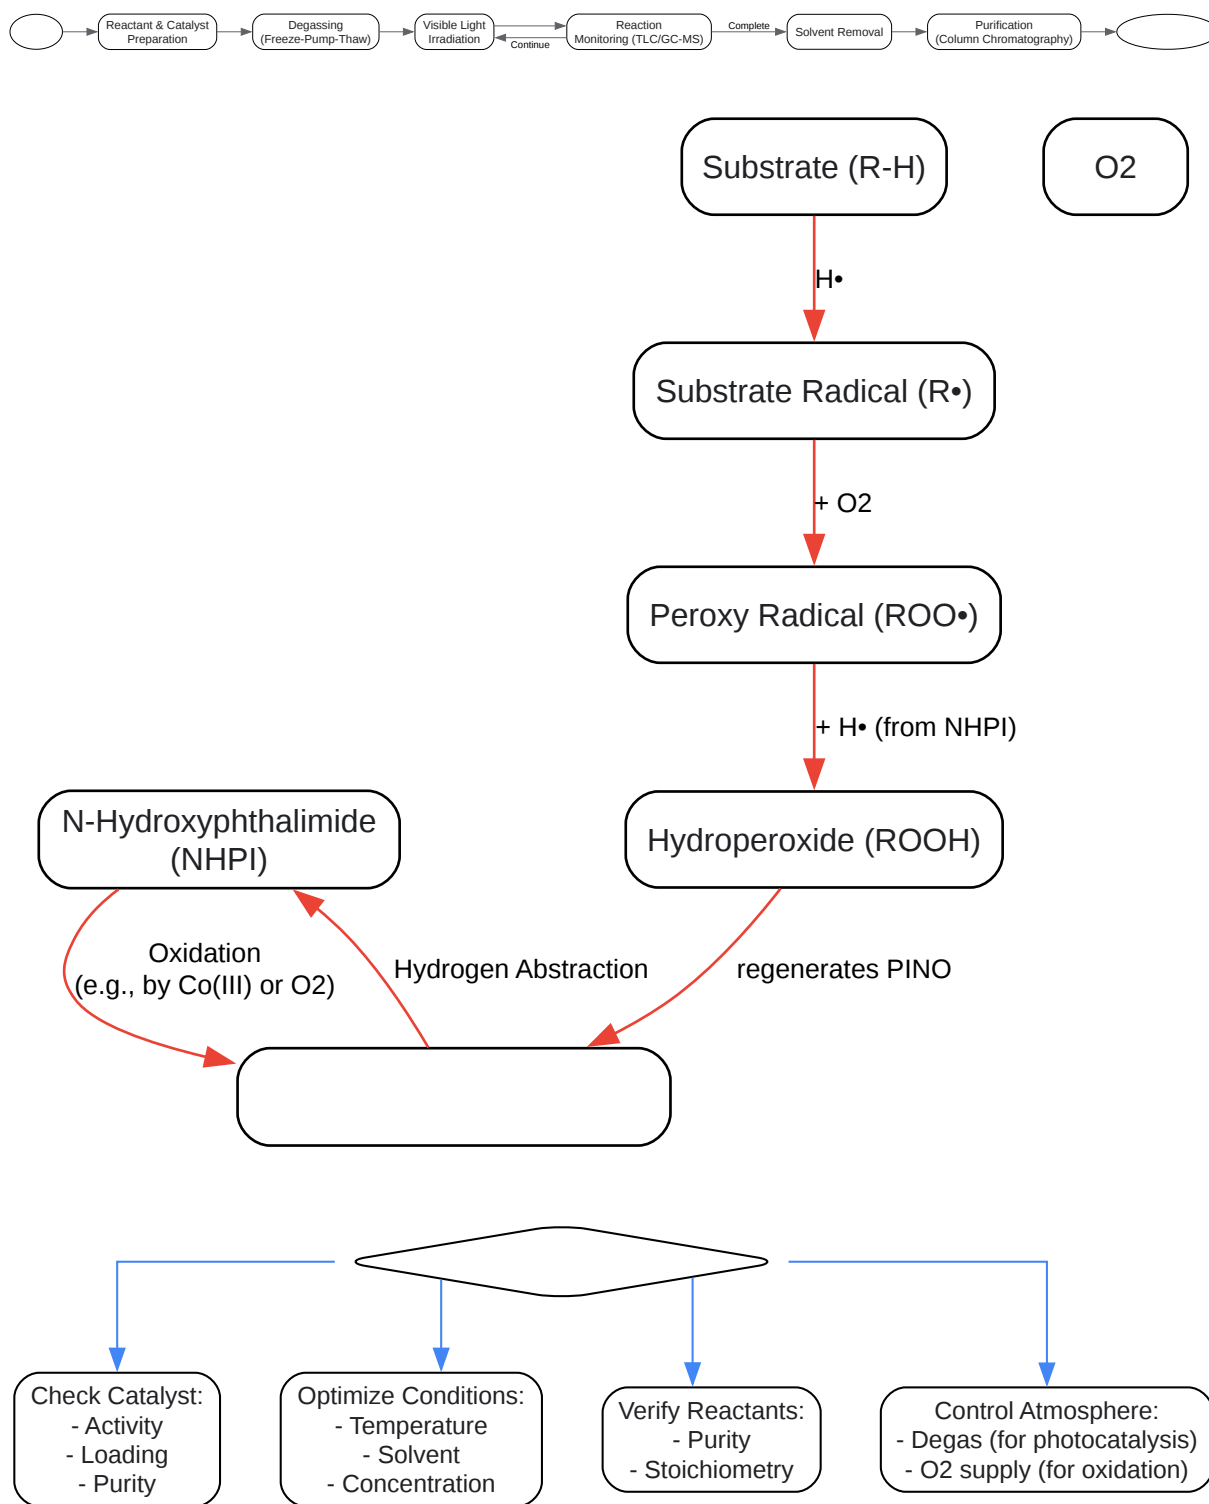 Reactant & Catalyst
Preparation
Degassing
(Freeze-Pump-Thaw)
Visible Light
Irradiation
Continue
Reaction
Monitoring (TLC/GC-MS)
Complete
Solvent Removal
Purification
(Column Chromatography)
Substrate (R-H)
O2
H•
Substrate Radical (R•)
+ O2
Peroxy Radical (ROO•)
+ H• (from NHPI)
N-Hydroxyphthalimide
(NHPI)
Hydroperoxide (ROOH)
Oxidation
(e.g., by Co(III) or O2)
Hydrogen Abstraction
regenerates PINO
Check Catalyst:
- Activity
- Loading
- Purity
Optimize Conditions:
- Temperature
- Solvent
- Concentration
Verify Reactants:
- Purity
- Stoichiometry
Control Atmosphere:
- Degas (for photocatalysis)
- O2 supply (for oxidation)